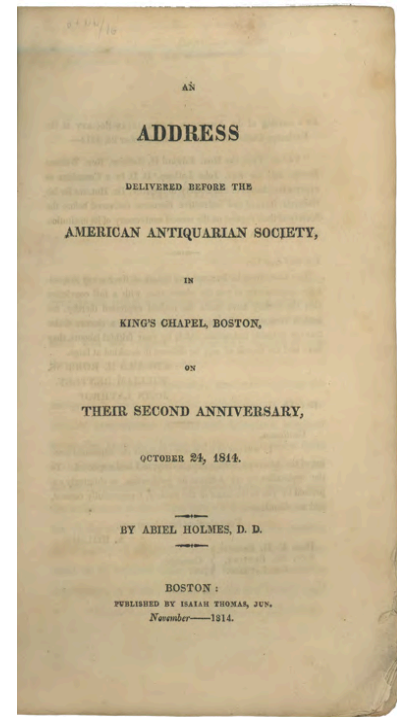 AN
ADDRESS
DELIVERED BEFORE THE
AMERICAN ANTIQUARIAN SOCIETY,
IN
KING'S CHAPEL, BOSTON,
ON
THEIR SECOND ANNIVERSARY,
OCTOBER 24, 1814.
BY ABIEL HOLMES, D. D.
BOSTON:
PUBLISHED BY ISAIAH THOMAS, JUN.
November——1814.